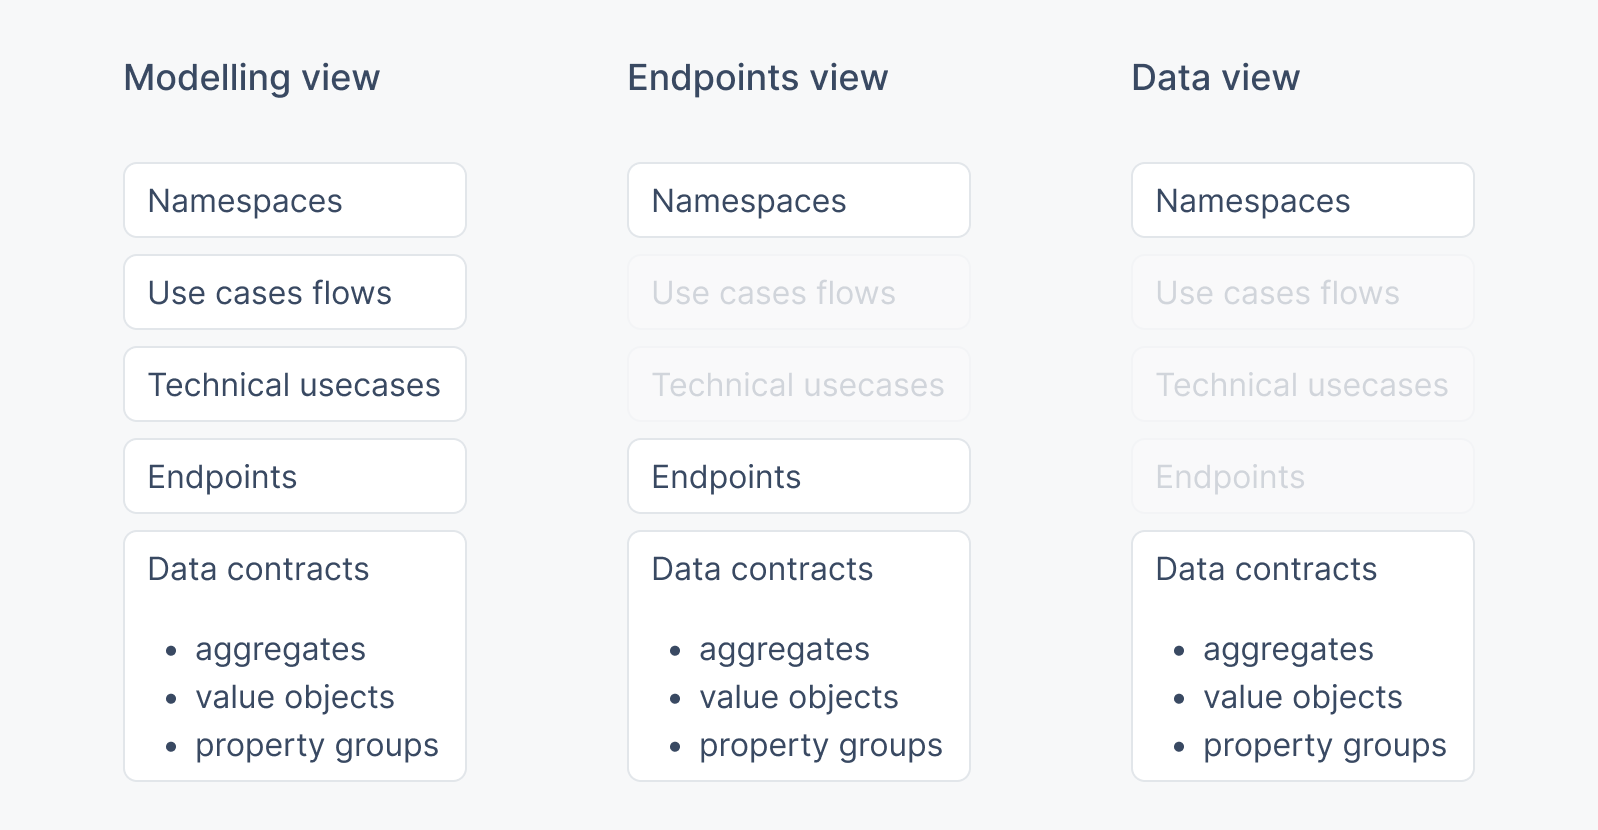 Modelling view
Namespaces
Use cases flows
Technical usecases
Endpoints
Data contracts
• aggregates
• value objects
• property groups
Endpoints view
Namespaces
Use cases flows
Technical usecases
Endpoints
Data contracts
• aggregates
• value objects
• property groups
Data view
Namespaces
Use cases flows
Technical usecases
Endpoints
Data contracts
• aggregates
• value objects
• property groups